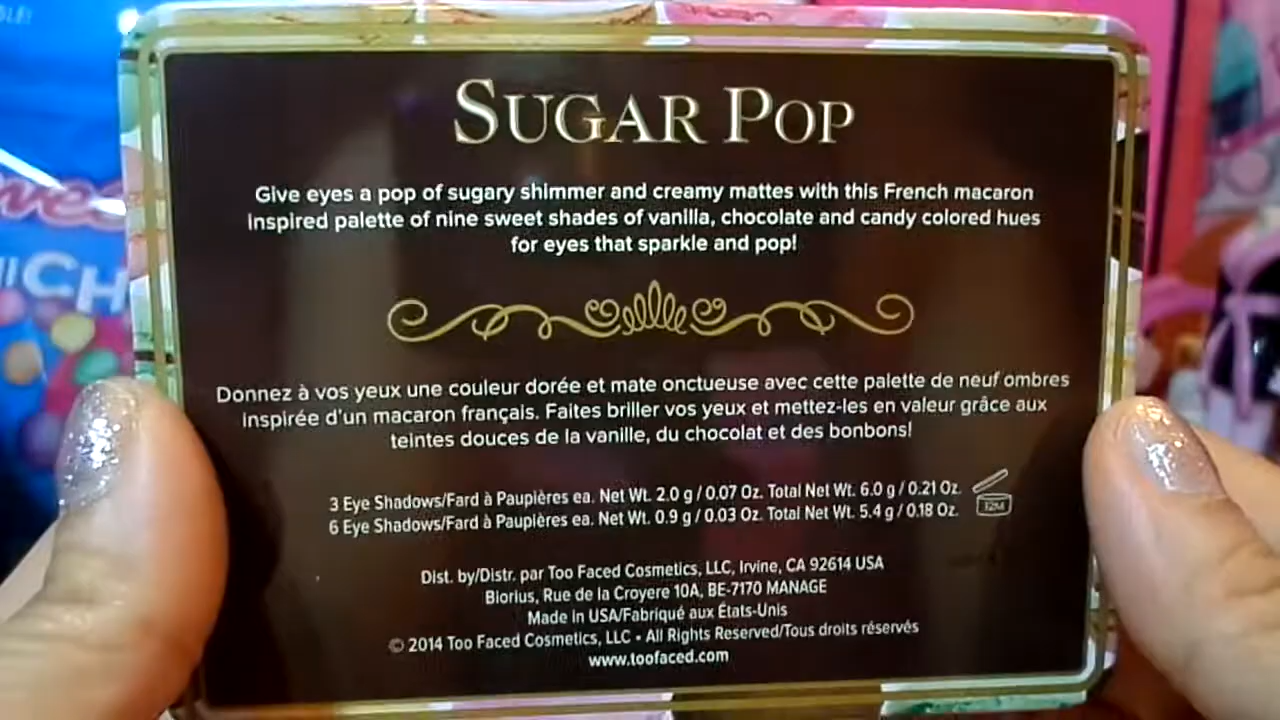 BLE!
SUGAR POP
Give eyes a pop of sugary shimmer and creamy mattes with this French macaron
inspired palette of nine sweet shades of vanilla, chocolate and candy colored hues
for eyes that sparkle and pop!
Donnez à vos yeux une couleur dorée et mate onctueuse avec cette palette de neuf ombres
inspirée d'un macaron français. Faites briller vos yeux et mettez-les en valeur grâce aux
teintes douces de la vanille, du chocolat et des bonbons!
3 Eye Shadows/Fard à Paupières ea. Net Wt. 2.0 g / 0.07 Oz. Total Net Wt. 6.0 g / 0.21 Oz.
6 Eye Shadows/Fard à Paupières ea. Net Wt. 0.9 g / 0.03 Oz. Total Net Wt. 5.4 g / 0.18 Oz.
12M
Dist. by/Distr. par Too Faced Cosmetics, LLC, Irvine, CA 92614 USA
Biorius, Rue de la Croyere 10A, BE-7170 MANAGE
Made in USA/Fabriqué aux États-Unis
© 2014 Too Faced Cosmetics, LLC • All Rights Reserved/Tous droits réservés
www.toofaced.com